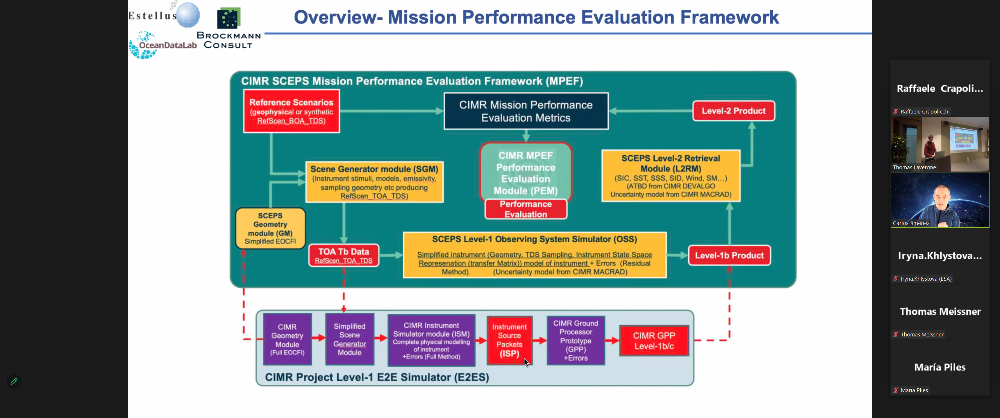 Estellus
OceanDataLab
BROCKMANN
CONSULT
Overview- Mission Performance Evaluation Framework
CIMR SCEPS Mission Performance Evaluation Framework (MPEF)
Reference Scenarios
(geophysical or synthetic
RefScen_BOA_TDS)
CIMR Mission Performance
Evaluation Metrics
Level-2 Product
Scene Generator module (SGM)
(Instrument stimuli, models, emissivity,
sampling geometry etc producing
RefScen_TOA_TDS)
CIMR MPEF
Performance
Evaluation
Module (PEM)
Performance
Evaluation
SCEPS Level-2 Retrieval
Module (L2RM)
(SIC, SST, SSS, SID, Wind, SM...)
(ATBD from CIMR DEVALGO
Uncertainty model from CIMR MACRAD)
SCEPS
Geometry
module (GM)
Simplified EOCFI
TOA Tb Data
RefScen_TOA_TDS
SCEPS Level-1 Observing System Simulator (OSS)
Simplified Instrument (Geometry, TDS Sampling, Instrument State Space
Represenation (transfer Matrix)) model of instrument + Errors (Residual
Method). (Uncertainty model from CIMR MACRAD)
Level-1b Product
CIMR
Geometry
Module
(Full EOCFI)
Simplified
Scene
Generator
Module
CIMR Instrument
Simulator module (ISM)
Complete physical modelling
of instrument
+Errors (Full Method)
Instrument
Source
Packets
(ISP)
CIMR Ground
Processor
Prototype
(GPP)
+Errors
CIMR GPP
Level-1b/c
CIMR Project Level-1 E2E Simulator (E2ES)
Raffaele Crapoli...
Raffaele Crapolicchi
Thomas Lavergne
Carlos Jimenez
Iryna.Khlystova...
Iryna.Khlystova (ESA)
Thomas Meissner
Thomas Meissner
María Piles
María Piles